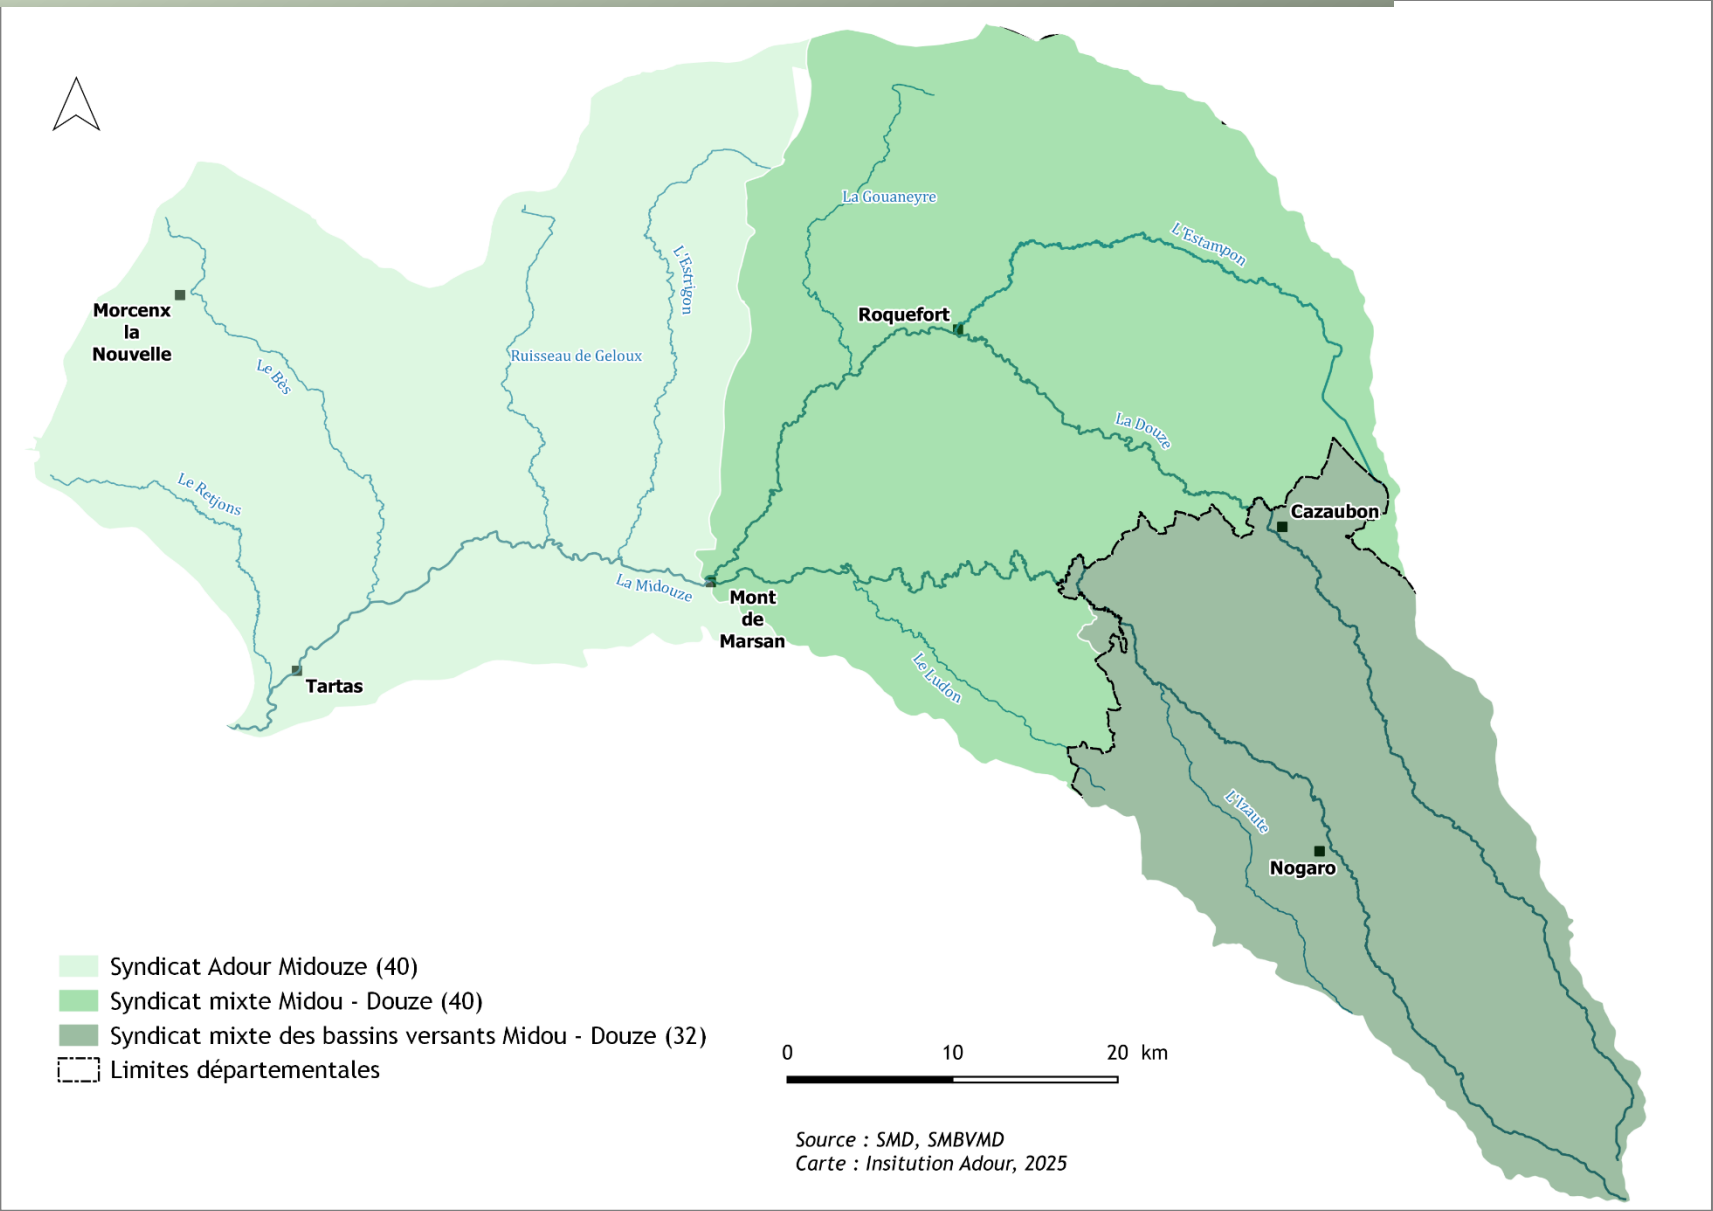 La Gouaneyre
L'Estampon
L'Estrigon
Morcenx
la
Nouvelle
Roquefort
Ruisseau de Geloux
Le Bès
La Douze
Le Retjons
Cazaubon
La Midouze
Mont
de
Marsan
Le Ludon
Tartas
L'Izaute
Nogaro
Syndicat Adour Midouze (40)
Syndicat mixte Midou - Douze (40)
Syndicat mixte des bassins versants Midou - Douze (32)
Limites départementales
0 10 20 km
Source : SMD, SMBVMD
Carte : Insitution Adour, 2025